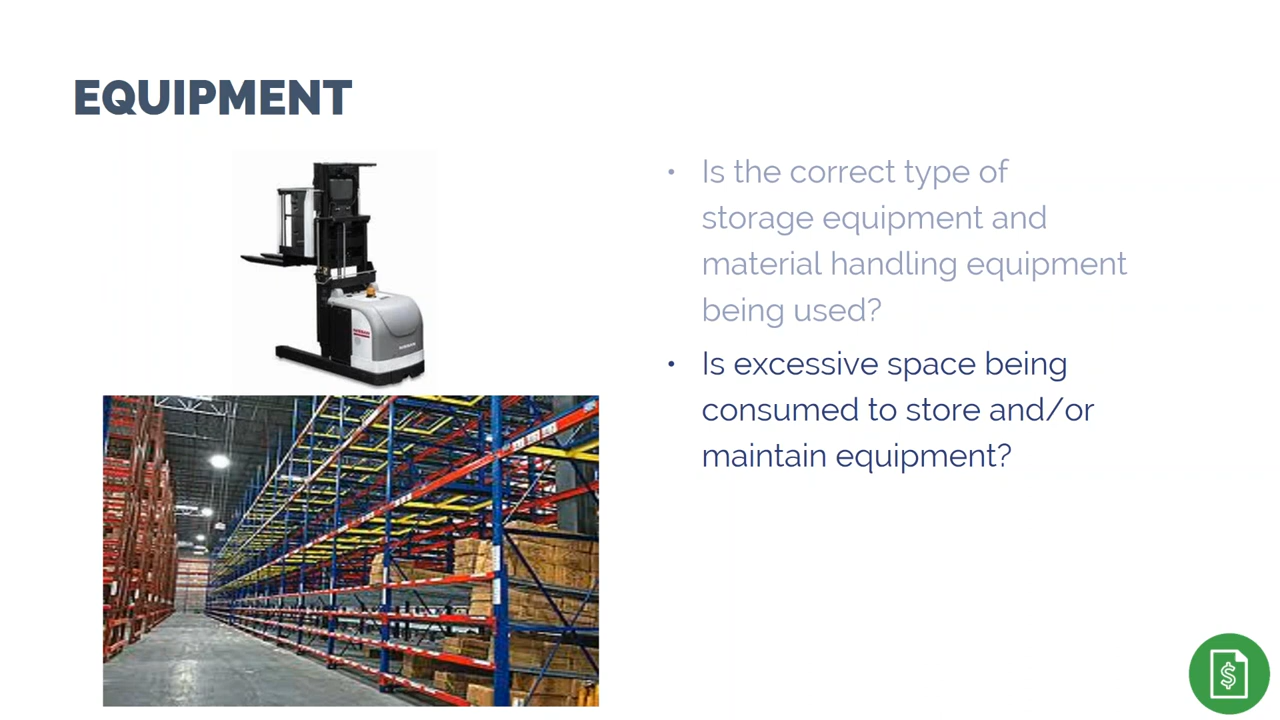 EQUIPMENT
• Is the correct type of
storage equipment and
material handling equipment
being used?
• Is excessive space being
consumed to store and/or
maintain equipment?
$